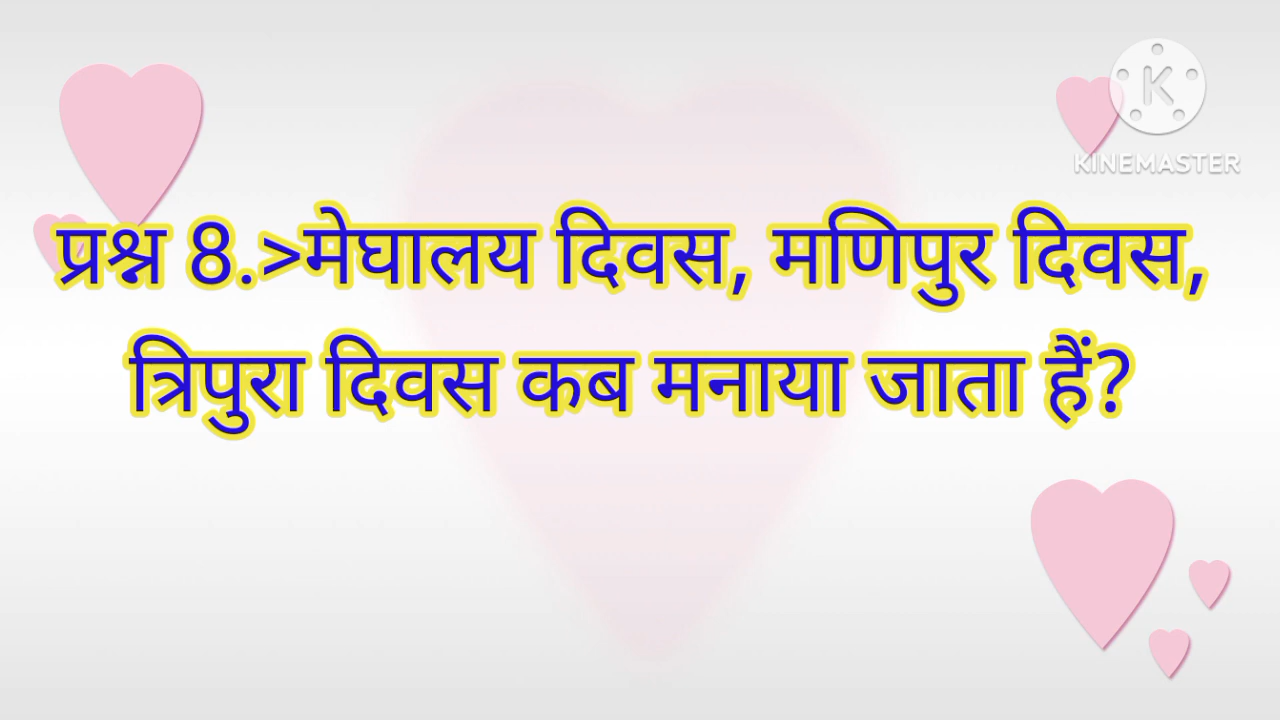 KINEMASTER
प्रश्न 8.>मेघालय दिवस, मणिपुर दिवस,
त्रिपुरा दिवस कब मनाया जाता हैं?